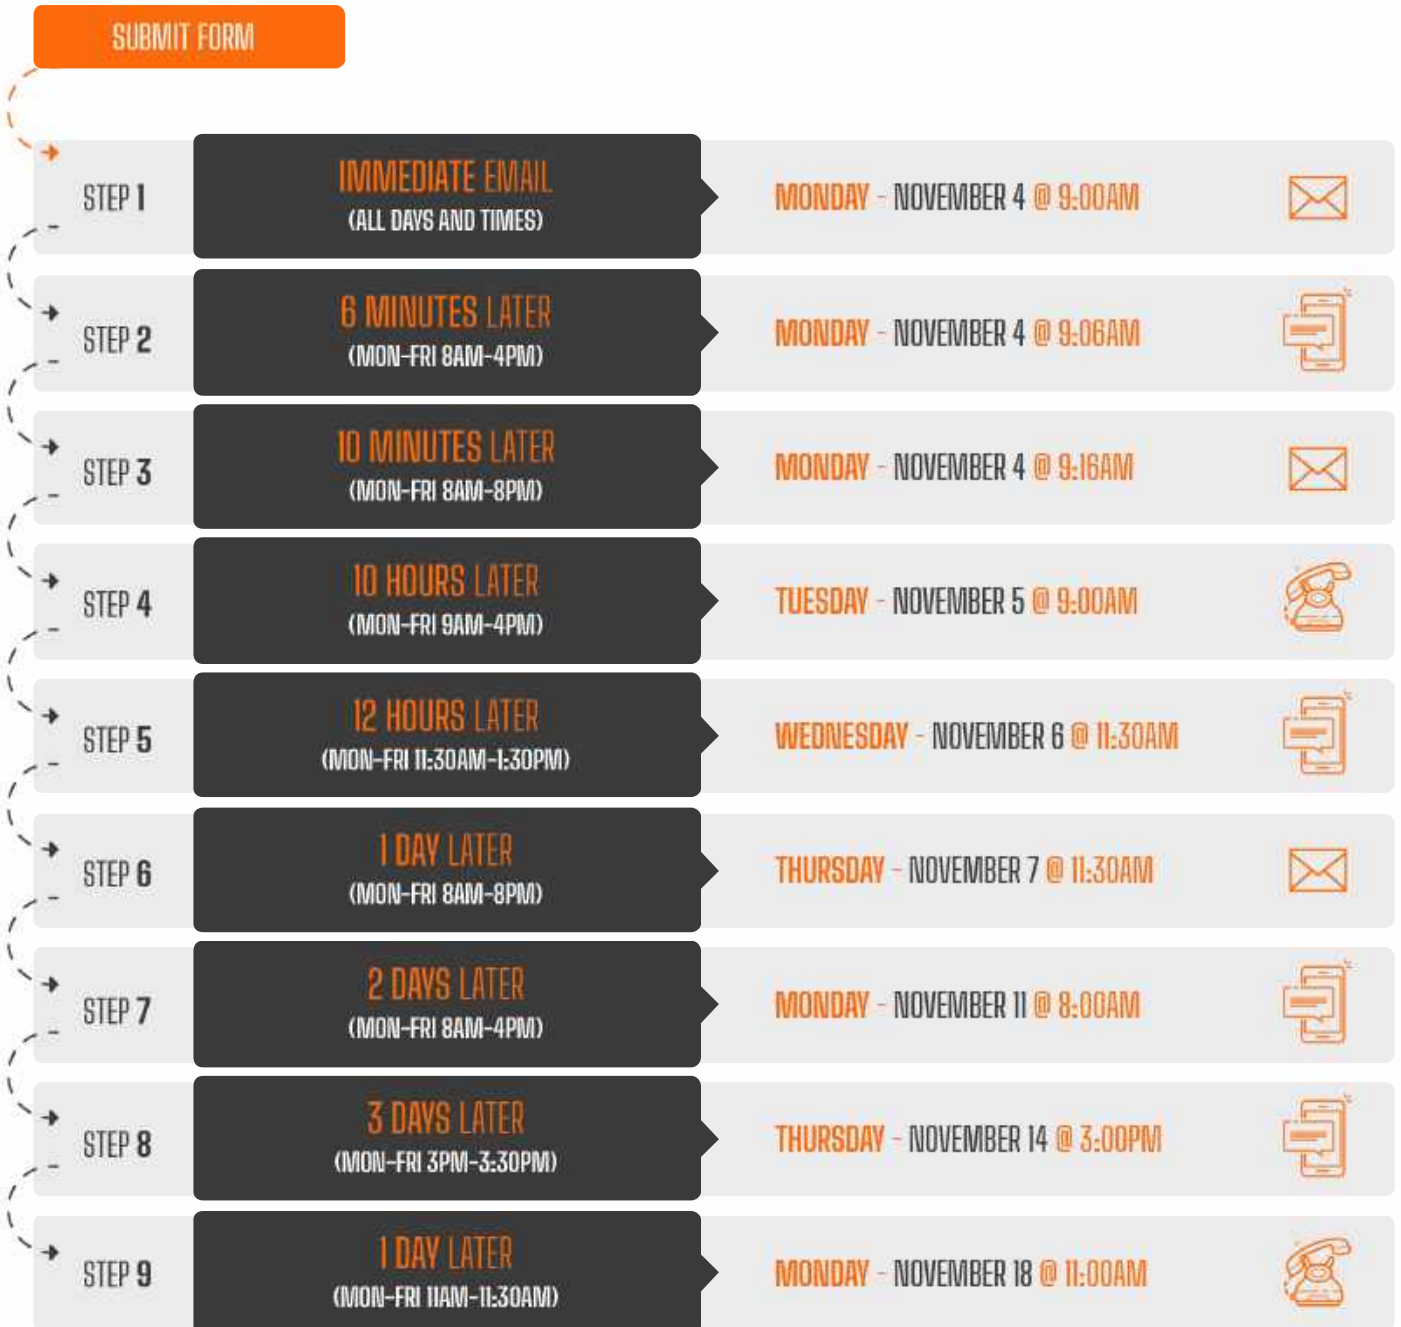 SUBMIT FORM
STEP 1
IMMEDIATE EMAIL
(ALL DAYS AND TIMES)
MONDAY - NOVEMBER 4 @ 9:00AM
STEP 2
6 MINUTES LATER
(MON-FRI 8AM-4PM)
MONDAY - NOVEMBER 4 @ 9:06AM
STEP 3
10 MINUTES LATER
(MON-FRI 8AM-8PM)
MONDAY - NOVEMBER 4 @ 9:16AM
STEP 4
10 HOURS LATER
(MON-FRI 9AM-4PM)
TUESDAY - NOVEMBER 5 @ 9:00AM
STEP 5
12 HOURS LATER
(MON-FRI 11:30AM-1:30PM)
WEDNESDAY - NOVEMBER 6 @ 11:30AM
STEP 6
1 DAY LATER
(MON-FRI 8AM-8PM)
THURSDAY - NOVEMBER 7 @ 11:30AM
STEP 7
2 DAYS LATER
(MON-FRI 8AM-4PM)
MONDAY - NOVEMBER 11 @ 8:00AM
STEP 8
3 DAYS LATER
(MON-FRI 3PM-3:30PM)
THURSDAY - NOVEMBER 14 @ 3:00PM
STEP 9
1 DAY LATER
(MON-FRI 11AM-11:30AM)
MONDAY - NOVEMBER 18 @ 11:00AM